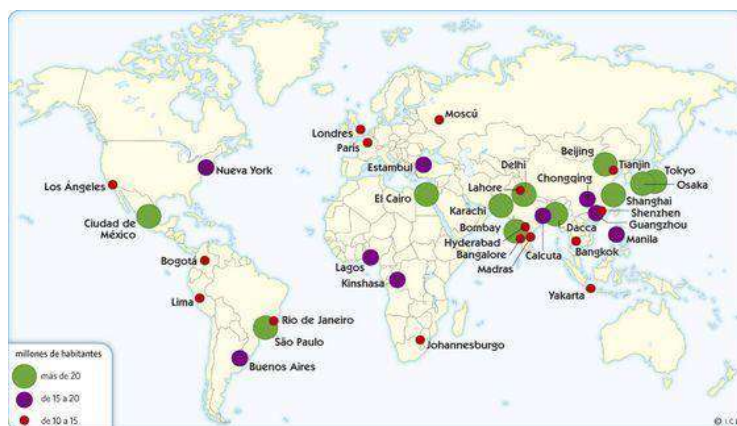 Moscú
Londres
París
Estambul
Nueva York
Los Ángeles
Ciudad de
México
El Cairo
Lahore
Delhi
Karachi
Bombay
Hyderabad
Bangalore
Madras
Calcuta
Dacca
Beijing
Tianjin
Chongqing
Tokyo
Osaka
Shanghai
Shenzhen
Guangzhou
Manila
Bangkok
Yakarta
Bogotá
Lima
Lagos
Kinshasa
Rio de Janeiro
São Paulo
Buenos Aires
Johannesburgo
millones de habitantes
más de 20
de 15 a 20
de 10 a 15